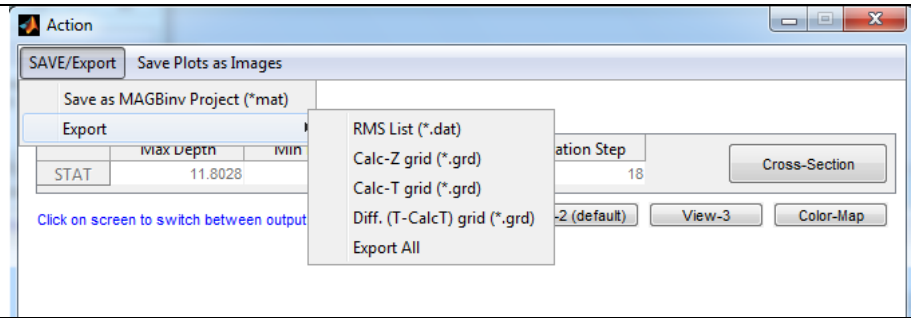 Action
SAVE/Export Save Plots as Images
Save as MAGBinv Project (*mat)
Export
RMS List (*.dat)
Calc-Z grid (*.grd)
Calc-T grid (*.grd)
Diff. (T-CalcT) grid (*.grd)
Export All
Max Depth Min ation Step
STAT 11.8028 18
Cross-Section
Click on screen to switch between output -2 (default) View-3 Color-Map